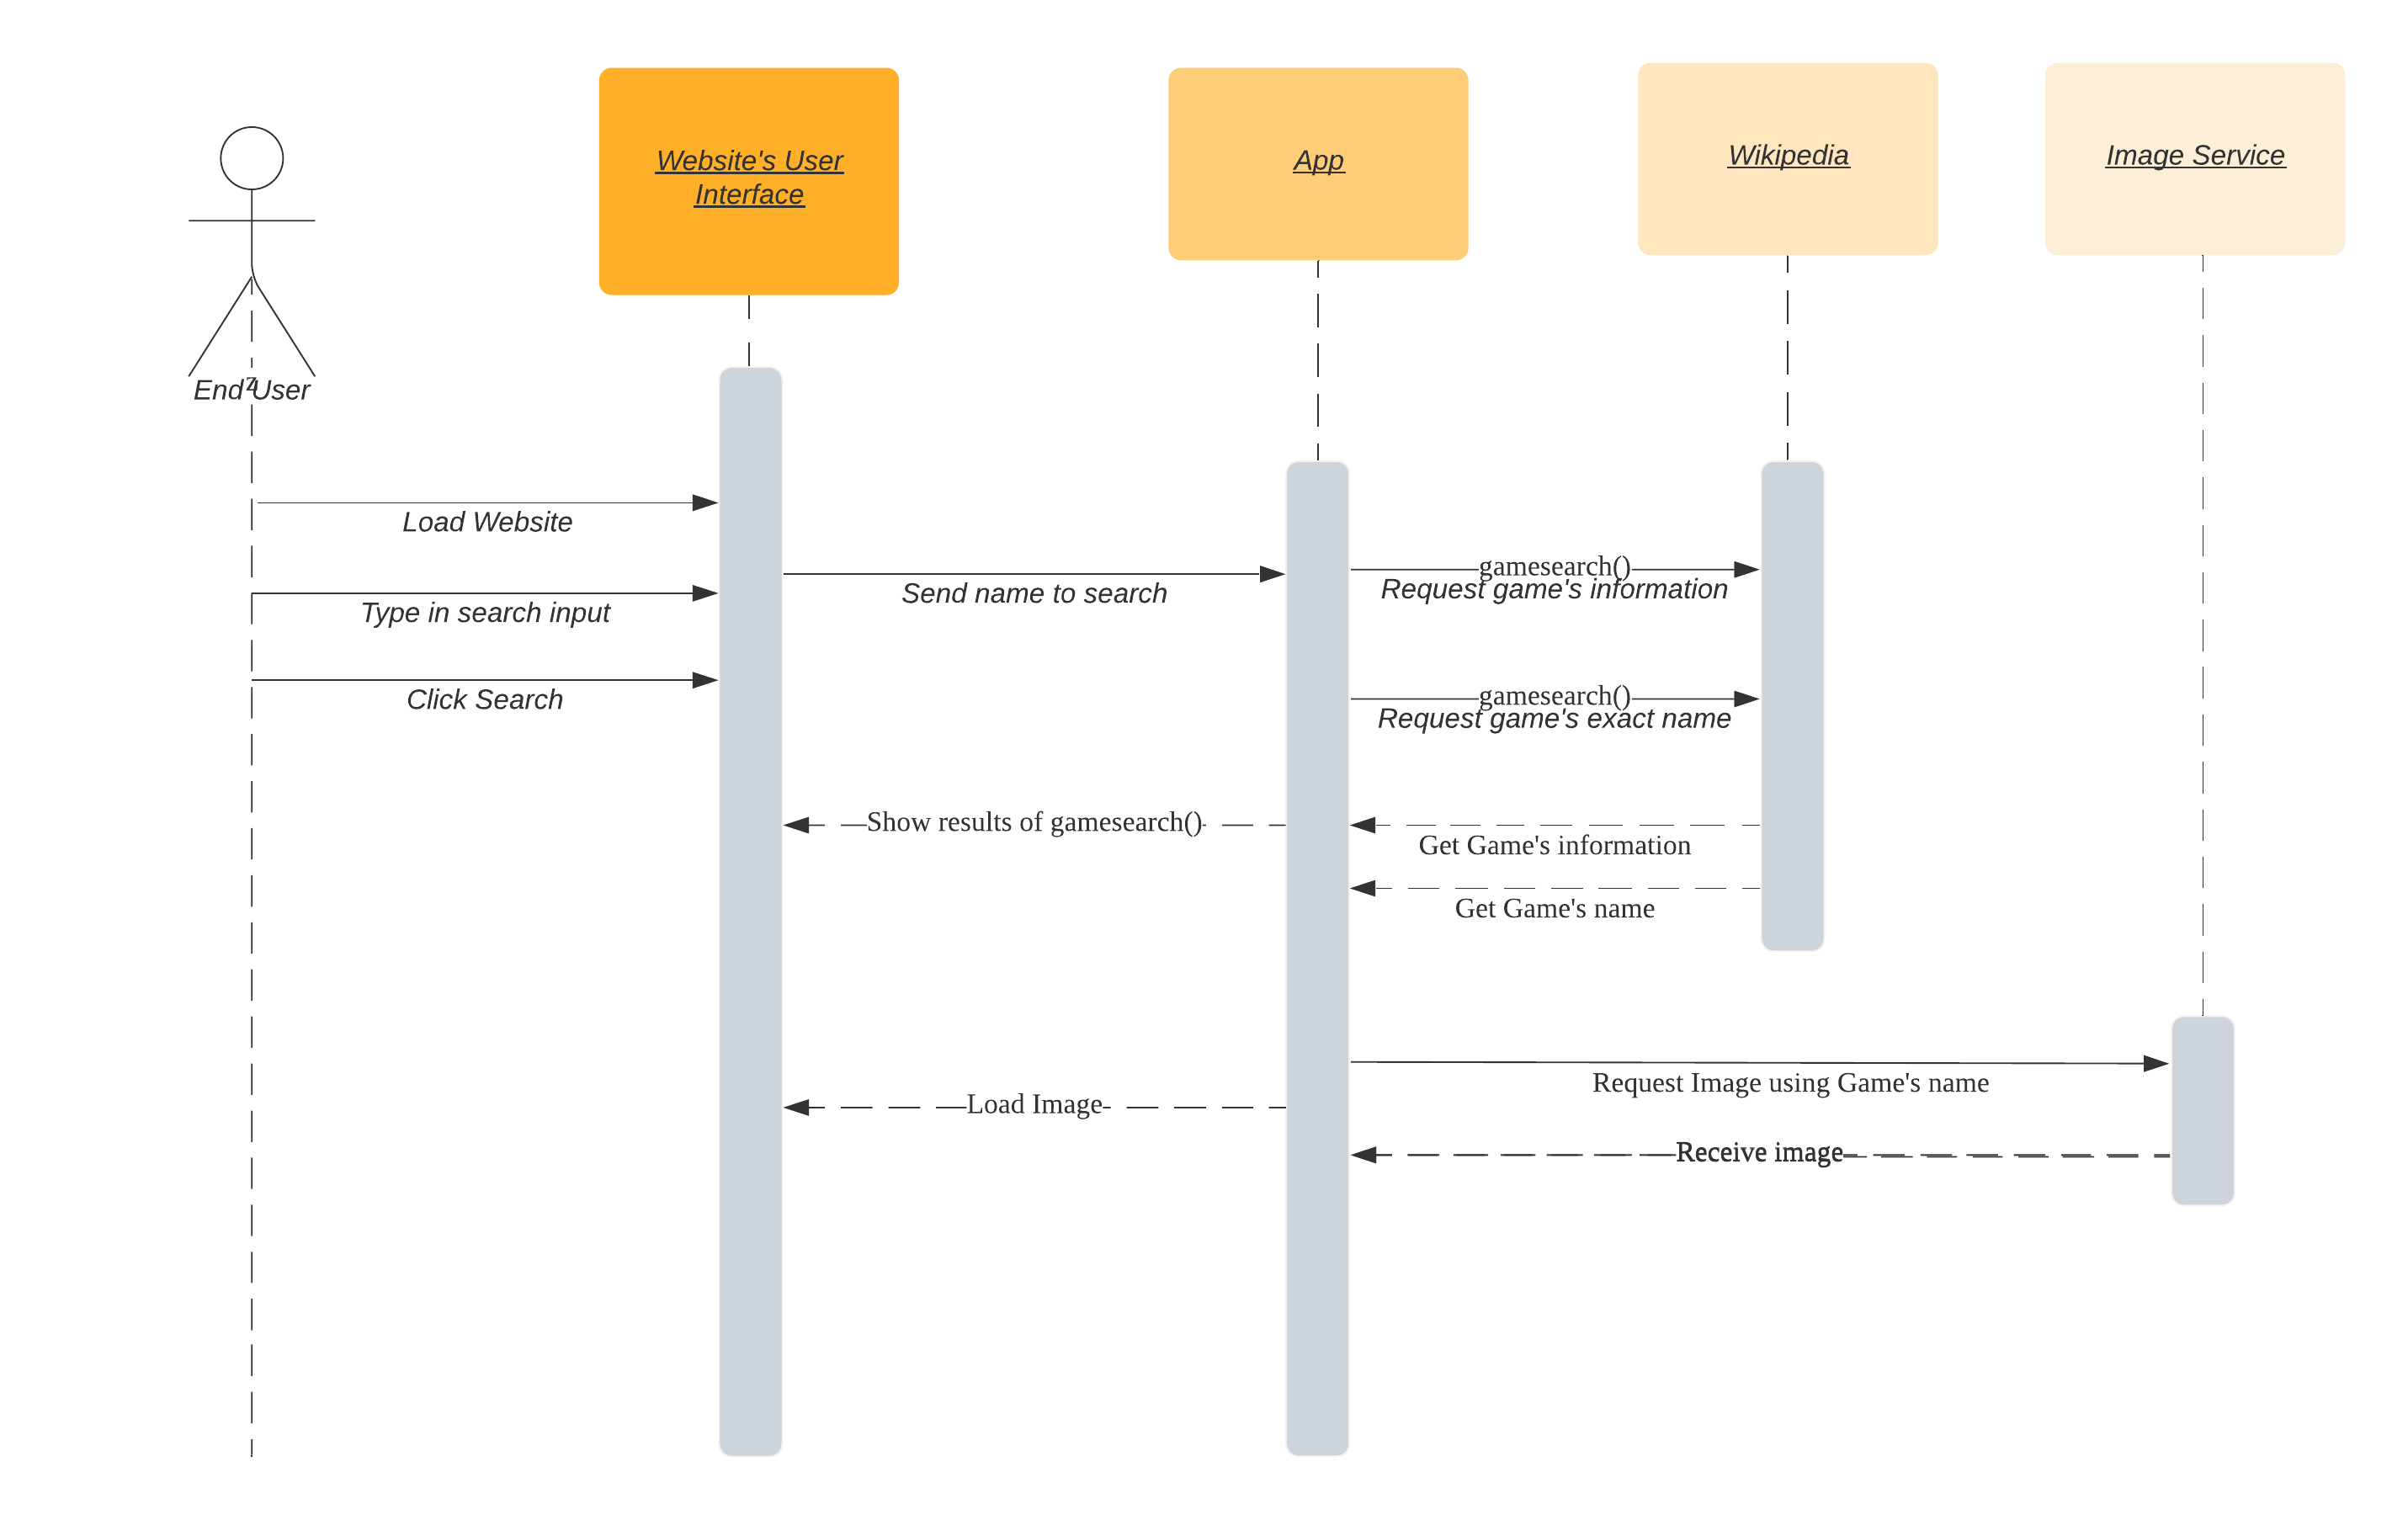 Website's User
Interface
App
Wikipedia
Image Service
End User
Load Website
gamesearch()
Send name to search
Request game's information
Type in search input
Click Search
gamesearch()
Request game's exact name
Show results of gamesearch()
Get Game's information
Get Game's name
Request Image using Game's name
Load Image
Receive image